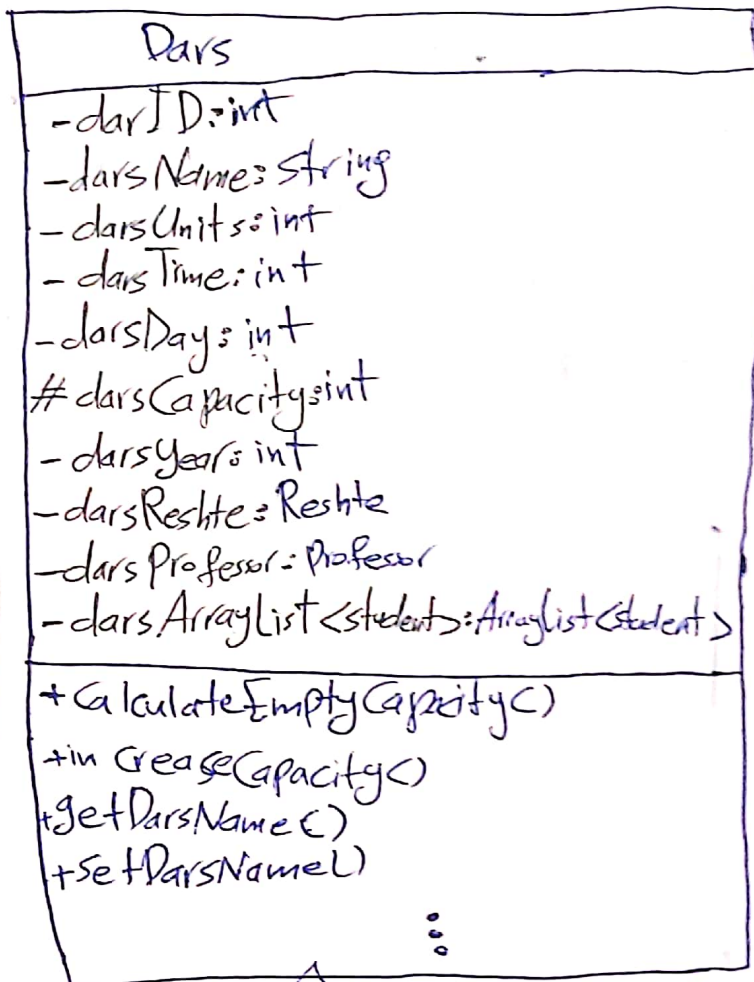 Dars
-darID:int
-darsName:String
-darsUnits:int
-darsTime:int
-darsDay:int
#darsCapacity:int
-darsYear:int
-darsReshte:Reshte
-darsProfessor:Professor
-darsArrayList<student>:ArrayList<student>
+CalculateEmptyCapacity()
+increaseCapacity()
+getDarsName()
+SetDarsName()